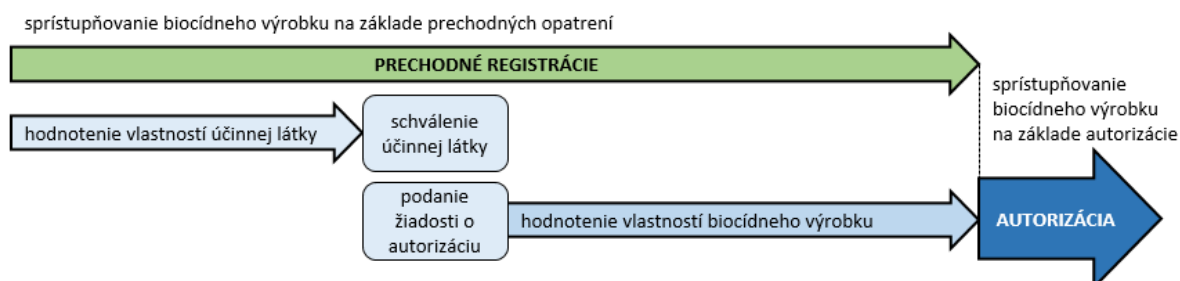 sprístupňovanie biocídneho výrobku na základe prechodných opatrení
PRECHODNÉ REGISTRÁCIE
sprístupňovanie
biocídneho výrobku
na základe autorizácie
hodnotenie vlastností účinnej látky
schválenie
účinnej látky
podanie
žiadosti o
autorizáciu
hodnotenie vlastností biocídneho výrobku
AUTORIZÁCIA